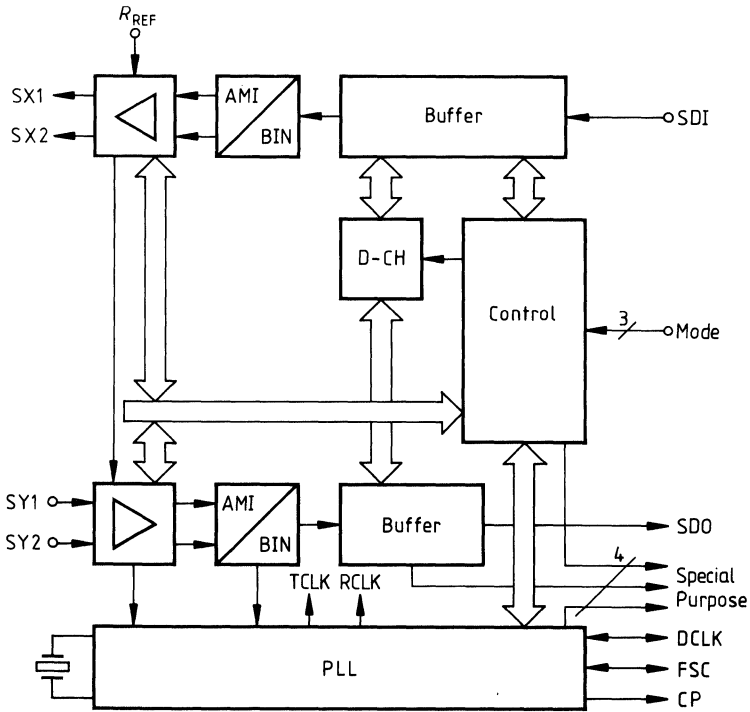 R REF
SX1
SX2
AMI
BIN
Buffer
SDI
D-CH
Control
3
Mode
SY1
SY2
AMI
BIN
Buffer
SDO
TCLK RCLK
4
Special
Purpose
PLL
DCLK
FSC
CP